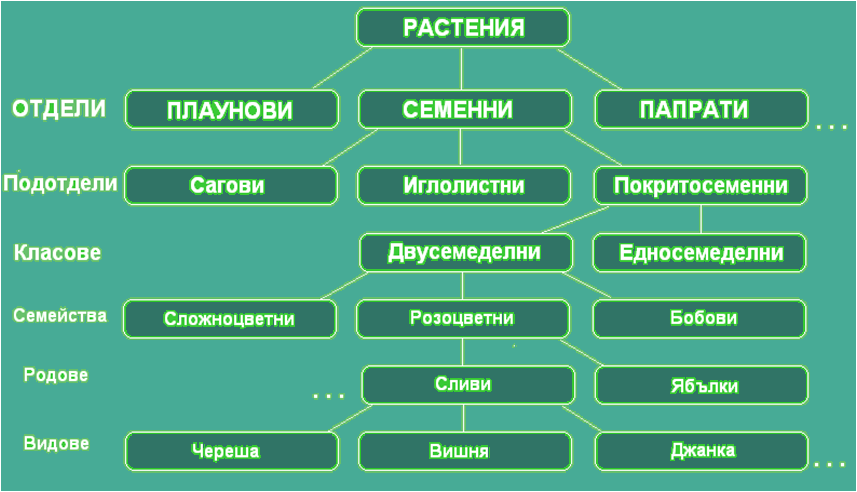 РАСТЕНИЯ
ОТДЕЛИ ПЛАУНОВИ СЕМЕННИ ПАПРАТИ ...
Подотдели Сагови Иглолистни Покритосеменни
Класове Двусемеделни Едносемеделни
Семейства Сложноцветни Розоцветни Бобови
Родове ... Сливи Ябълки
Видове Череша Вишня Джанка ...